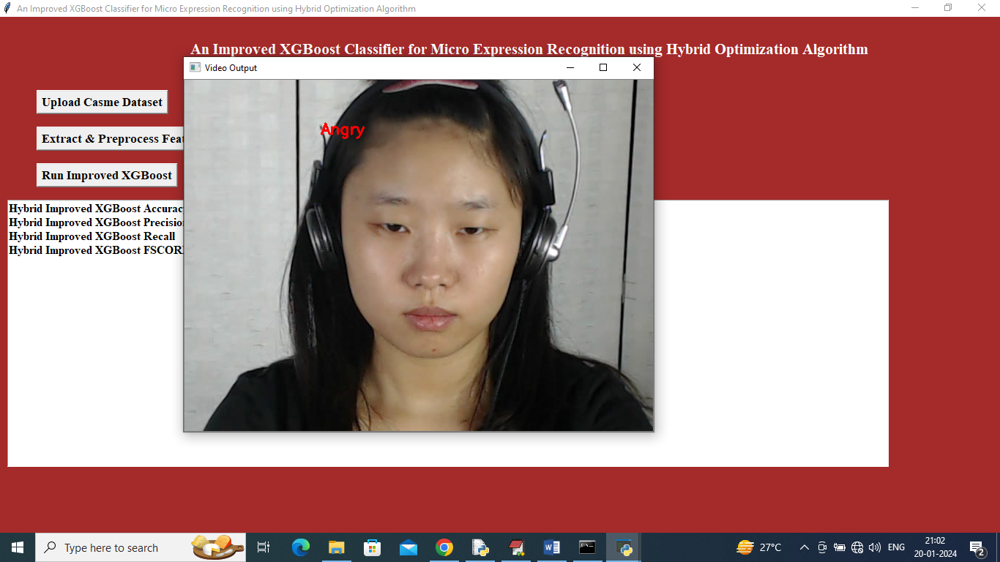 An Improved XGBoost Classifier for Micro Expression Recognition using Hybrid Optimization Algorithm
An Improved XGBoost Classifier for Micro Expression Recognition using Hybrid Optimization Algorithm
Video Output
Upload Casme Dataset
Angry
Extract & Preprocess Feat
Run Improved XGBoost
Hybrid Improved XGBoost Accurac
Hybrid Improved XGBoost Precision
Hybrid Improved XGBoost Recall
Hybrid Improved XGBoost FSCOR
Type here to search
27°C
ENG
21:02
20-01-2024
2